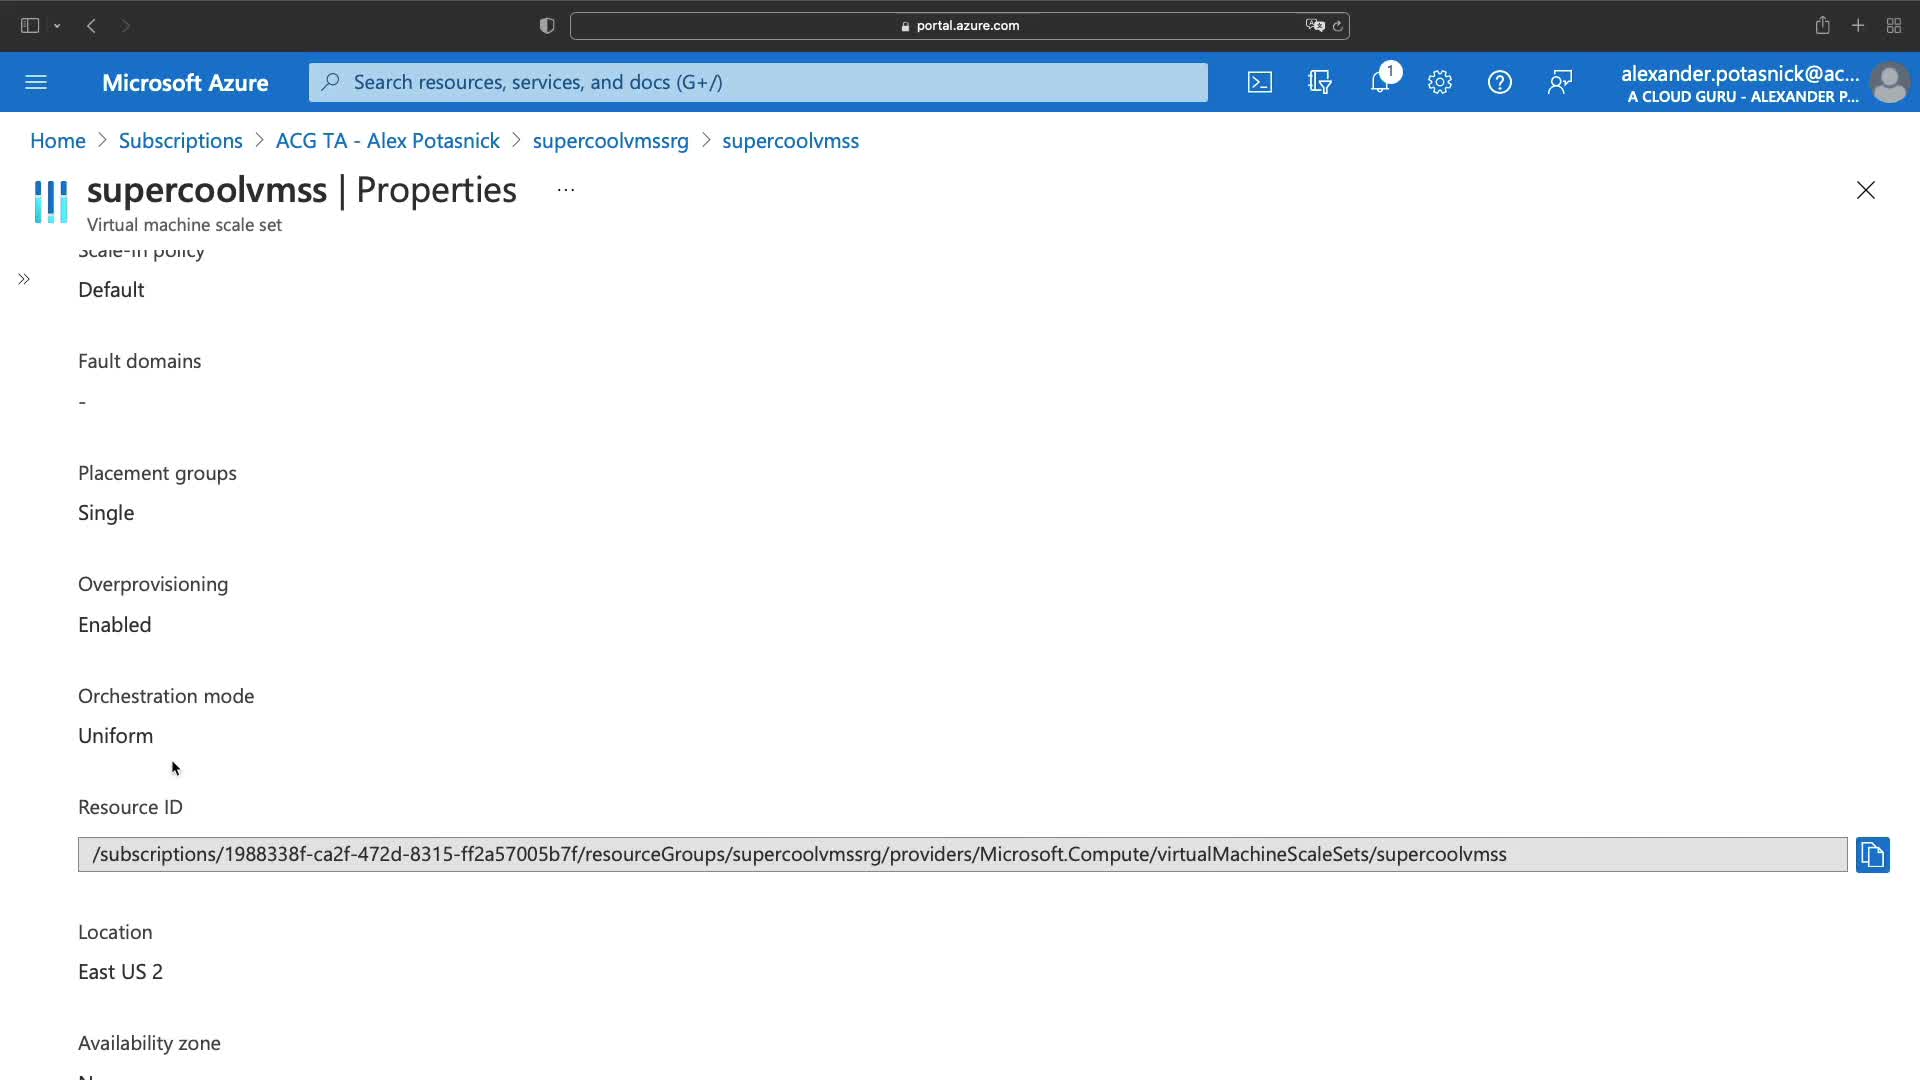 portal.azure.com
Microsoft Azure
Search resources, services, and docs (G+/)
1
alexander.potasnick@ac...
A CLOUD GURU - ALEXANDER P...
Home > Subscriptions > ACG TA - Alex Potasnick > supercoolvmssrg > supercoolvmss
supercoolvmss | Properties ...
Virtual machine scale set
Scale-in policy
Default
Fault domains
-
Placement groups
Single
Overprovisioning
Enabled
Orchestration mode
Uniform
Resource ID
/subscriptions/1988338f-ca2f-472d-8315-ff2a57005b7f/resourceGroups/supercoolvmssrg/providers/Microsoft.Compute/virtualMachineScaleSets/supercoolvmss
Location
East US 2
Availability zone